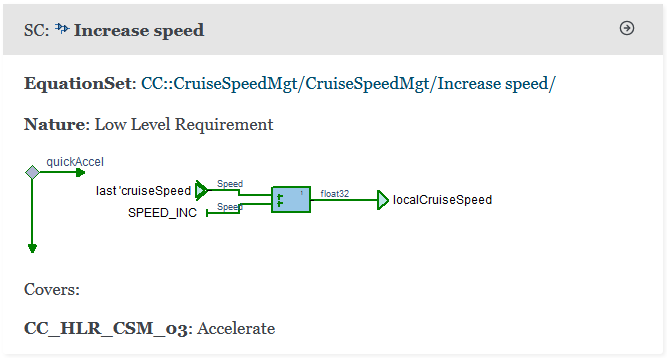 SC: Increase speed
EquationSet: CC::CruiseSpeedMgt/CruiseSpeedMgt/Increase speed/
Nature: Low Level Requirement
quickAccel
last 'cruiseSpeed Speed 1 float32 localCruiseSpeed
SPEED_INC Speed
Covers:
CC_HLR_CSM_03: Accelerate